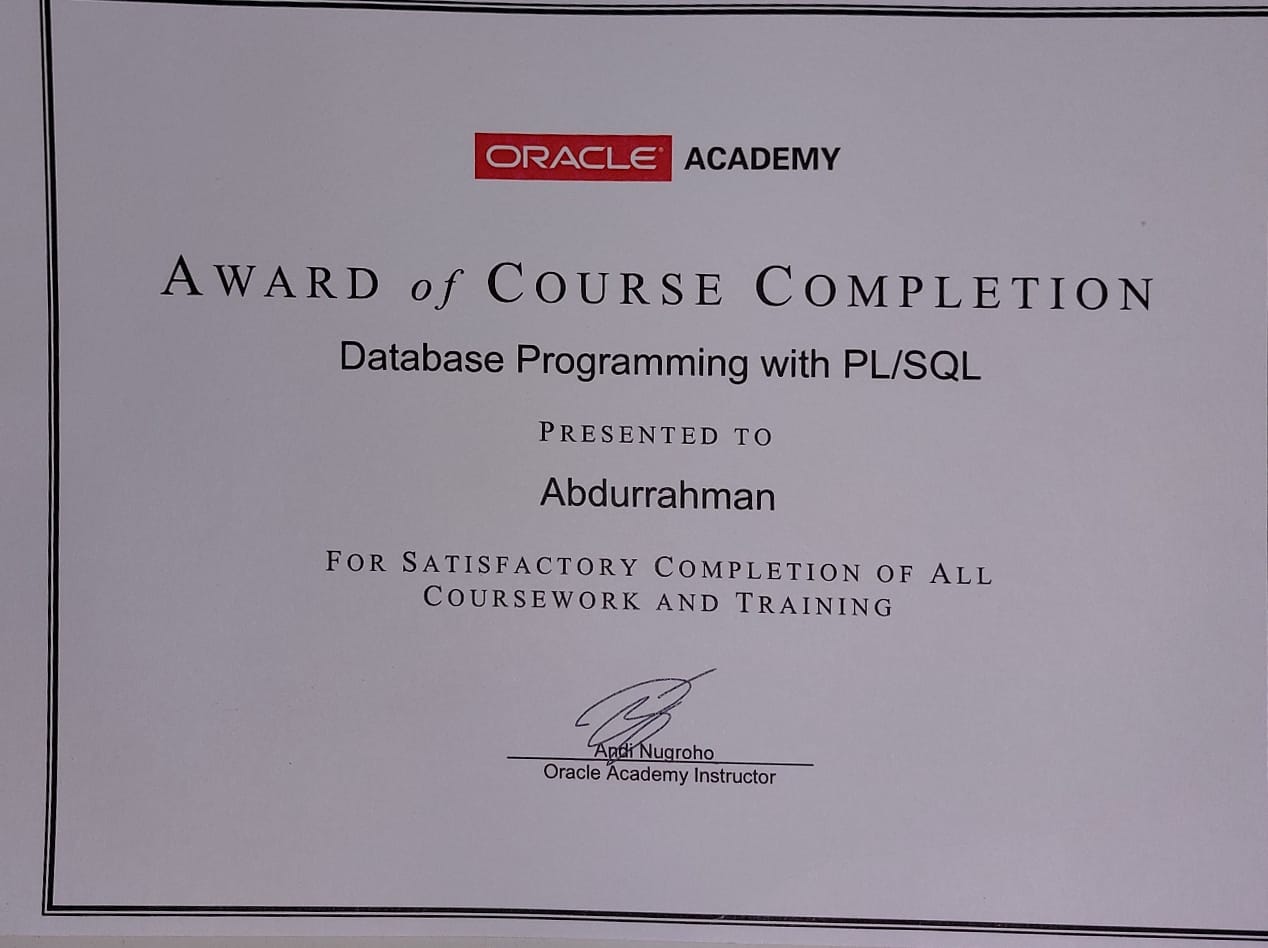 ORACLE® ACADEMY
AWARD of COURSE COMPLETION
Database Programming with PL/SQL
PRESENTED TO
Abdurrahman
FOR SATISFACTORY COMPLETION OF ALL
COURSEWORK AND TRAINING
Andi Nugroho
Oracle Academy Instructor